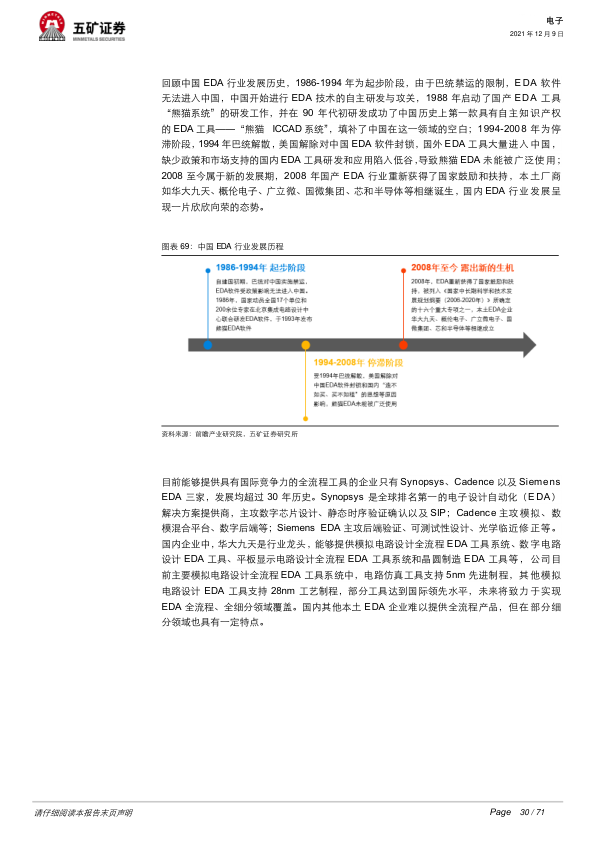 五矿证券
MINMETALS SECURITIES
电子
2021年12月9日
回顾中国 EDA 行业发展历史，1986-1994 年为起步阶段，由于巴统禁运的限制，EDA 软件
无法进入中国，中国开始进行 EDA 技术的自主研发与攻关，1988 年启动了国产 EDA 工具
“熊猫系统”的研发工作，并在 90 年代初研发成功了中国历史上第一款具有自主知识产权
的 EDA 工具——“熊猫 ICCAD 系统”，填补了中国在这一领域的空白；1994-2008 年为停
滞阶段，1994 年巴统解散，美国解除对中国 EDA 软件封锁，国外 EDA 工具大量进入中国，
缺少政策和市场支持的国内 EDA 工具研发和应用陷入低谷，导致熊猫 EDA 未能被广泛使用；
2008 至今属于新的发展期，2008 年国产 EDA 行业重新获得了国家鼓励和扶持，本土厂商
如华大九天、概伦电子、广立微、国微集团、芯和半导体等相继诞生，国内 EDA 行业发展呈
现一片欣欣向荣的态势。
图表 69：中国 EDA 行业发展历程
1986-1994年 起步阶段
自建国初期，巴统对中国实施禁运，
EDA软件受政策影响无法进入中国。
1986年，国家动员全国17个单位和
200余位专家在北京集成电路设计中
心联合研发EDA软件，于1993年发布
熊猫EDA软件
2008年至今 露出新的生机
2008年，EDA重新获得了国家鼓励和扶
持，被列入《国家中长期科学和技术发
展规划纲要（2006-2020年）》所确定
的十六个重大专项之一，本土EDA企业
华大九天、概伦电子、广立微电子、国
微集团、芯和半导体等相继成立
1994-2008年 停滞阶段
至1994年巴统解散，美国解除对
中国EDA软件封锁和国内“造不
如买、买不如租”的思想等原因
影响，熊猫EDA未能被广泛使用
资料来源：前瞻产业研究院、五矿证券研究所
目前能够提供具有国际竞争力的全流程工具的企业只有 Synopsys、Cadence 以及 Siemens
EDA 三家，发展均超过 30 年历史。Synopsys 是全球排名第一的电子设计自动化（EDA）
解决方案提供商，主攻数字芯片设计、静态时序验证确认以及 SIP；Cadence 主攻模拟、数
模混合平台、数字后端等；Siemens EDA 主攻后端验证、可测试性设计、光学临近修正等。
国内企业中，华大九天是行业龙头，能够提供模拟电路设计全流程 EDA 工具系统、数字电路
设计 EDA 工具、平板显示电路设计全流程 EDA 工具系统和晶圆制造 EDA 工具等，公司目
前主要模拟电路设计全流程 EDA 工具系统中，电路仿真工具支持 5nm 先进制程，其他模拟
电路设计 EDA 工具支持 28nm 工艺制程，部分工具达到国际领先水平，未来将致力于实现
EDA 全流程、全细分领域覆盖。国内其他本土 EDA 企业难以提供全流程产品，但在部分细
分领域也具有一定特点。
请仔细阅读本报告末页声明
Page 30 / 71